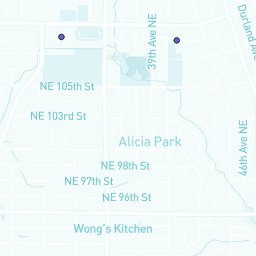 Durland Ave
39th Ave NE
NE 105th St
NE 103rd St
Alicia Park
46th Ave NE
NE 98th St
NE 97th St
NE 96th St
Wong's Kitchen